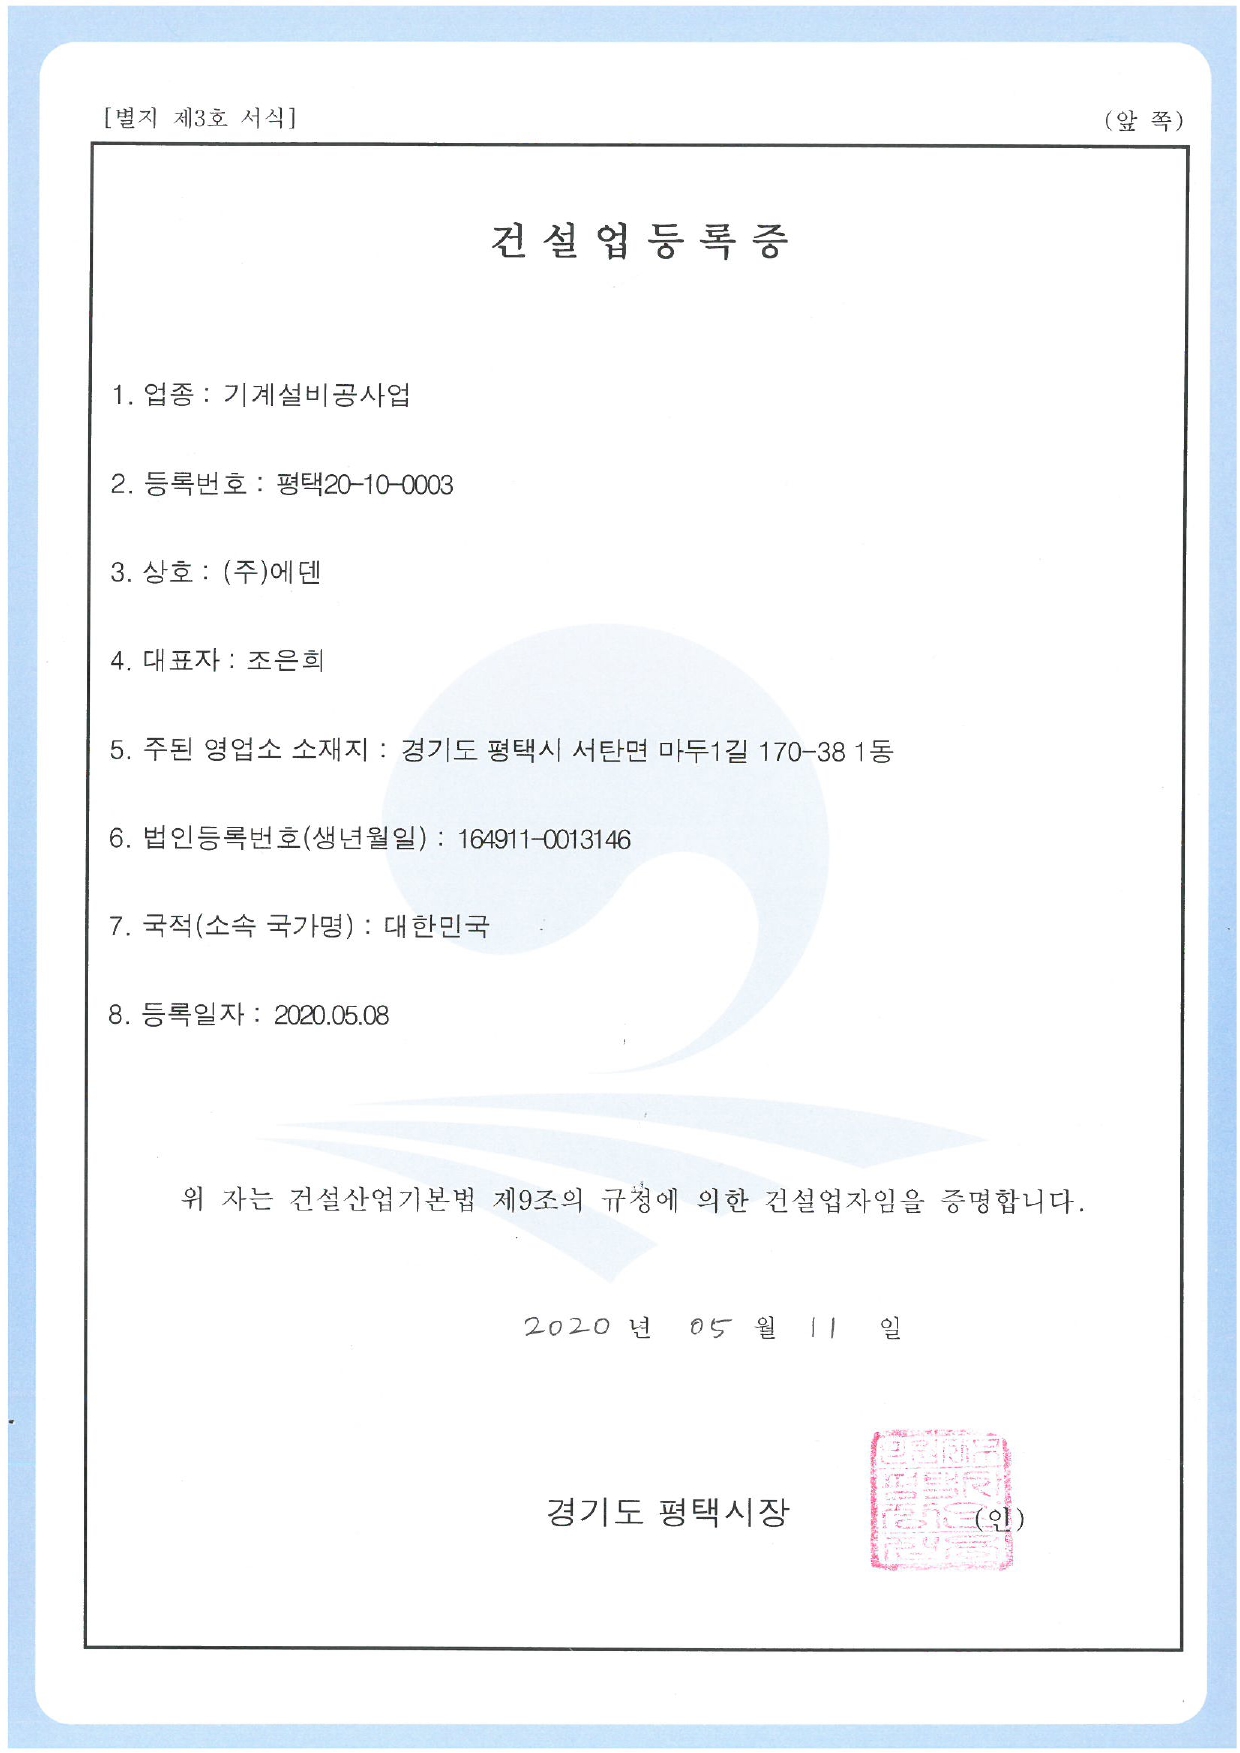 [별지 제3호 서식]
(앞 쪽)
건설업등록증
1. 업종 : 기계설비공사업
2. 등록번호 : 평택20-10-0003
3. 상호 : (주)에덴
4. 대표자 : 조은희
5. 주된 영업소 소재지 : 경기도 평택시 서탄면 마두1길 170-38 1동
6. 법인등록번호(생년월일) : 164911-0013146
7. 국적(소속 국가명) : 대한민국
8. 등록일자 : 2020.05.08
위 자는 건설산업기본법 제9조의 규정에 의한 건설업자임을 증명합니다.
2020 년 05 월 11 일
경기도 평택시장
(인)